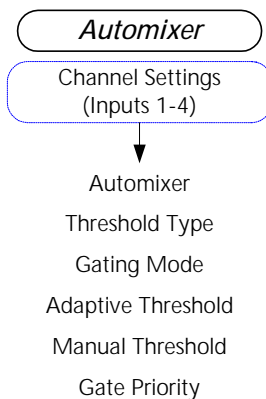 Automixer
Channel Settings
(Inputs 1-4)
Automixer
Threshold Type
Gating Mode
Adaptive Threshold
Manual Threshold
Gate Priority